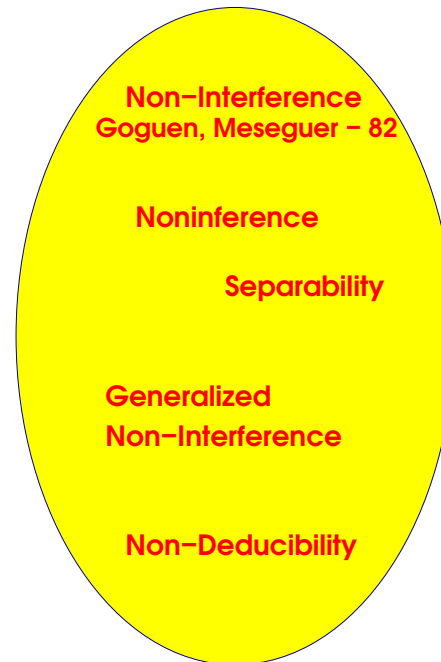 Non-Interference
Goguen, Meseguer - 82
Noninference
Separability
Generalized
Non-Interference
Non-Deducibility